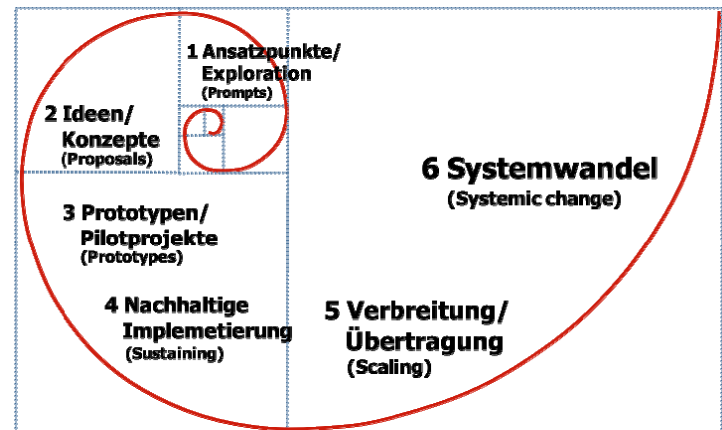 1 Ansatzpunkte/
Exploration
(Prompts)
2 Ideen/
Konzepte
(Proposals)
3 Prototypen/
Pilotprojekte
(Prototypes)
4 Nachhaltige
Implemetierung
(Sustaining)
5 Verbreitung/
Übertragung
(Scaling)
6 Systemwandel
(Systemic change)